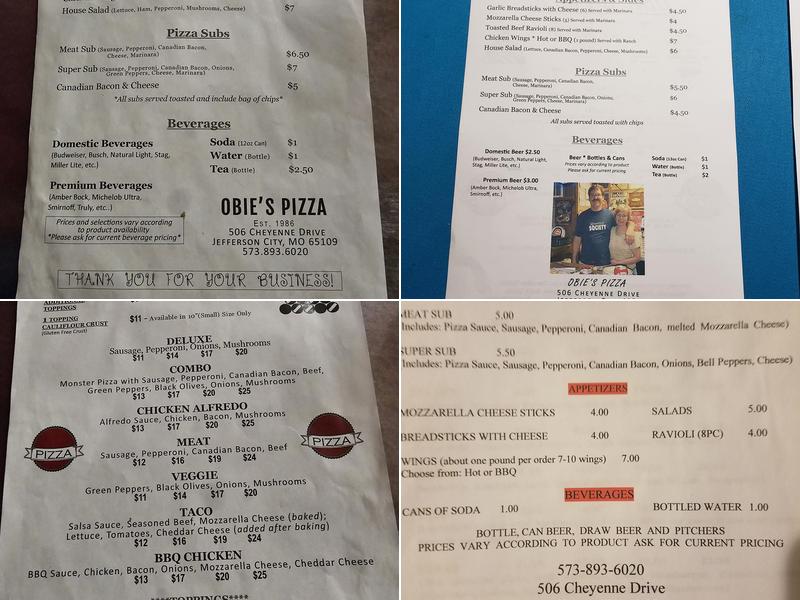 House Salad (Lettuce, Ham, Pepperoni, Mushrooms, Cheese) $7
Pizza Subs
Meat Sub (Sausage, Pepperoni, Canadian Bacon,
Cheese, Marinara) $6.50
Super Sub (Sausage, Pepperoni, Canadian Bacon, Onions, $7
Green Peppers, Cheese, Marinara)
Canadian Bacon & Cheese $5
*All subs served toasted and include bag of chips*
Beverages
Domestic Beverages
(Budweiser, Busch, Natural Light, Stag,
Miller Lite, etc.)
Premium Beverages
(Amber Bock, Michelob Ultra,
Smirnoff, Truly, etc..)
Prices and selections vary according
to product availability
*Please ask for current beverage pricing*
Soda (12oz Can) $1
Water (Bottle) $1
Tea (Bottle) $2.50
OBIE'S PIZZA
EST. 1986
506 CHEYENNE DRIVE
JEFFERSON CITY, MO 65109
573.893.6020
THANK YOU FOR YOUR BUSINESS!
Appetizers & Sides
Garlic Breadsticks with Cheese (6) Served with Marinara $4.50
Mozzarella Cheese Sticks (5) Served with Marinara $4
Toasted Beef Ravioli (8) Served with Marinara $4.50
Chicken Wings * Hot or BBQ (1 pound) Served with Ranch $7
House Salad (Lettuce, Canadian Bacon, Pepperoni, Cheese, Mushrooms) $6
Pizza Subs
Meat Sub (Sausage, Pepperoni, Canadian Bacon,
Cheese, Marinara) $5.50
Super Sub (Sausage, Pepperoni, Canadian Bacon, Onions, $6
Green Peppers, Cheese, Marinara)
Canadian Bacon & Cheese $4.50
All subs served toasted with chips
Beverages
Domestic Beer $2.50
(Budweiser, Busch, Natural Light,
Stag, Miller Lite, etc.)
Premium Beer $3.00
(Amber Bock, Michelob Ultra,
Smirnoff, etc.)
Beer * Bottles & Cans
Prices vary according to product
Please ask for current pricing
Soda (12oz Can) $1
Water (Bottle) $1
Tea (Bottle) $2
SOCIETY
OBIE'S PIZZA
506 CHEYENNE DRIVE
ADDITIONAL
TOPPINGS
1 TOPPING
CAULIFLOUR CRUST $11 – Available in 10"(Small) Size Only
(Gluten Free Crust)
DELUXE
Sausage, Pepperoni, Onions, Mushrooms
$11 $14 $17 $20
COMBO
Monster Pizza with Sausage, Pepperoni, Canadian Bacon, Beef,
Green Peppers, Black Olives, Onions, Mushrooms
$13 $17 $20 $25
CHICKEN ALFREDO
Alfredo Sauce, Chicken, Bacon, Mushrooms
$13 $17 $20 $25
MEAT
Sausage, Pepperoni, Canadian Bacon, Beef
$12 $16 $19 $24
PIZZA
PIZZA
VEGGIE
Green Peppers, Black Olives, Onions, Mushrooms
$11 $14 $17 $20
TACO
Salsa Sauce, Seasoned Beef, Mozzarella Cheese (baked);
Lettuce, Tomatoes, Cheddar Cheese (added after baking)
$12 $16 $19 $24
BBQ CHICKEN
BBQ Sauce, Chicken, Bacon, Onions, Mozzarella Cheese, Cheddar Cheese
$13 $17 $20 $25
****TOPPINGS****
MEAT SUB 5.00
Includes: Pizza Sauce, Sausage, Pepperoni, Canadian Bacon, melted Mozzarella Cheese)
SUPER SUB 5.50
Includes: Pizza Sauce, Sausage, Pepperoni, Canadian Bacon, Onions, Bell Peppers, Cheese)
APPETIZERS
MOZZARELLA CHEESE STICKS 4.00 SALADS 5.00
BREADSTICKS WITH CHEESE 4.00 RAVIOLI (8PC) 4.00
WINGS (about one pound per order 7-10 wings) 7.00
Choose from: Hot or BBQ
BEVERAGES
CANS OF SODA 1.00 BOTTLED WATER 1.00
BOTTLE, CAN BEER, DRAW BEER AND PITCHERS
PRICES VARY ACCORDING TO PRODUCT ASK FOR CURRENT PRICING
573-893-6020
506 Cheyenne Drive